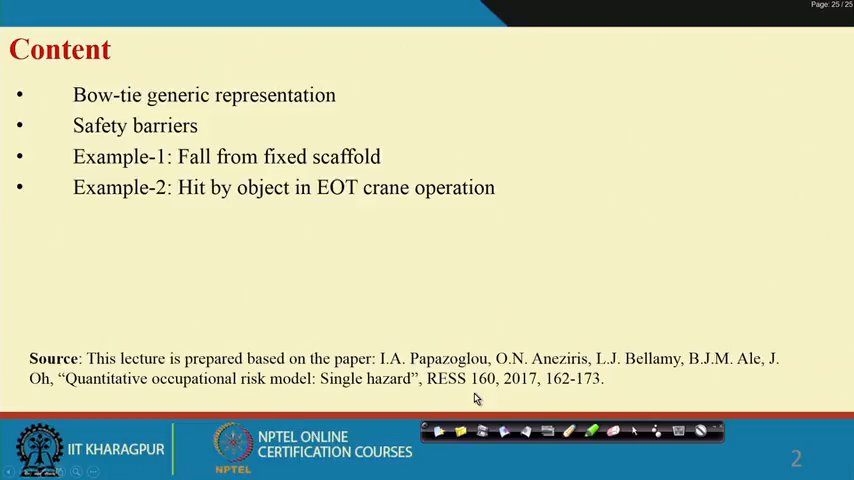 Page: 25 / 25
Content
• Bow-tie generic representation
• Safety barriers
• Example-1: Fall from fixed scaffold
• Example-2: Hit by object in EOT crane operation
Source: This lecture is prepared based on the paper: I.A. Papazoglou, O.N. Aneziris, L.J. Bellamy, B.J.M. Ale, J.
Oh, “Quantitative occupational risk model: Single hazard”, RESS 160, 2017, 162-173.
IIT KHARAGPUR
NPTEL
NPTEL ONLINE
CERTIFICATION COURSES
2